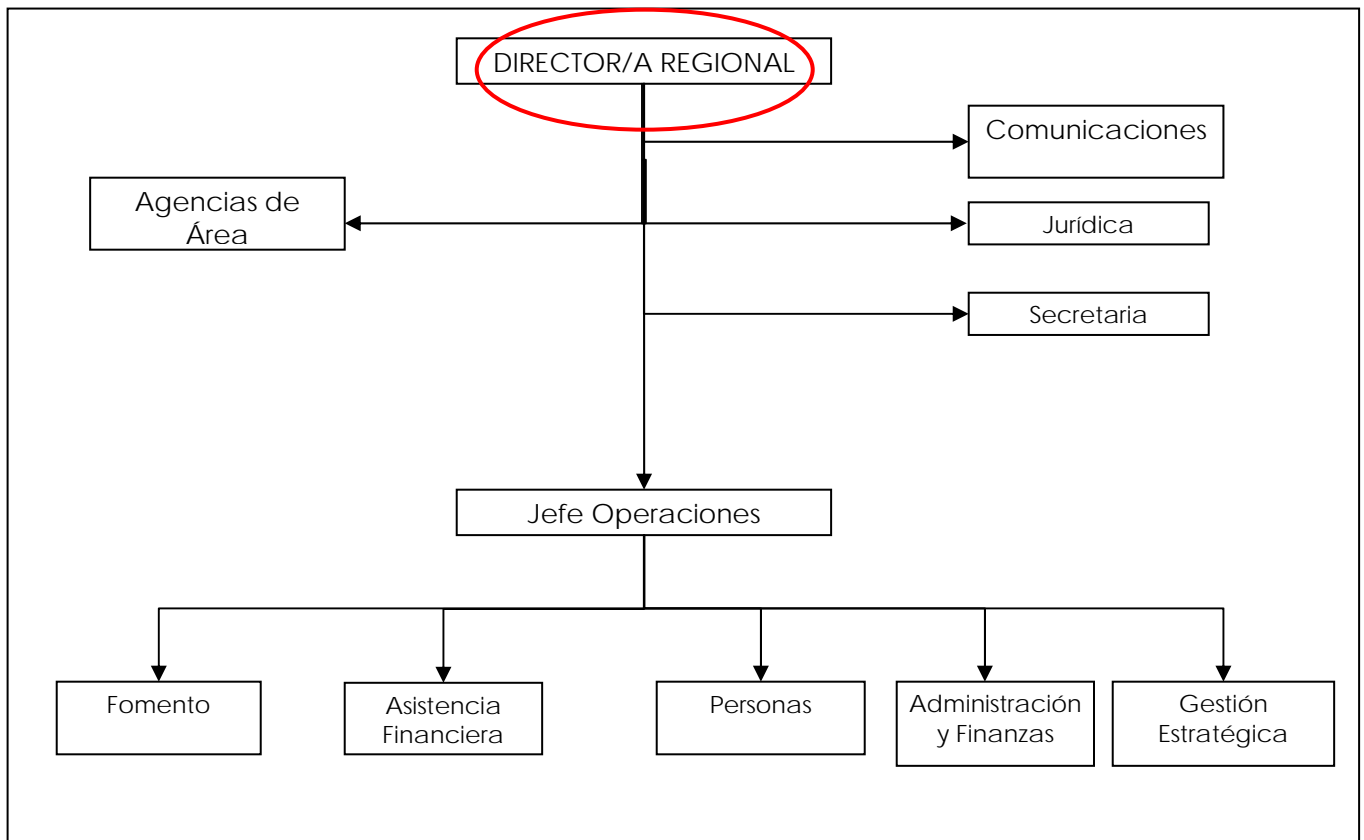 DIRECTOR/A REGIONAL
Comunicaciones
Agencias de
Área
Jurídica
Secretaria
Jefe Operaciones
Fomento
Asistencia
Financiera
Personas
Administración
y Finanzas
Gestión
Estratégica